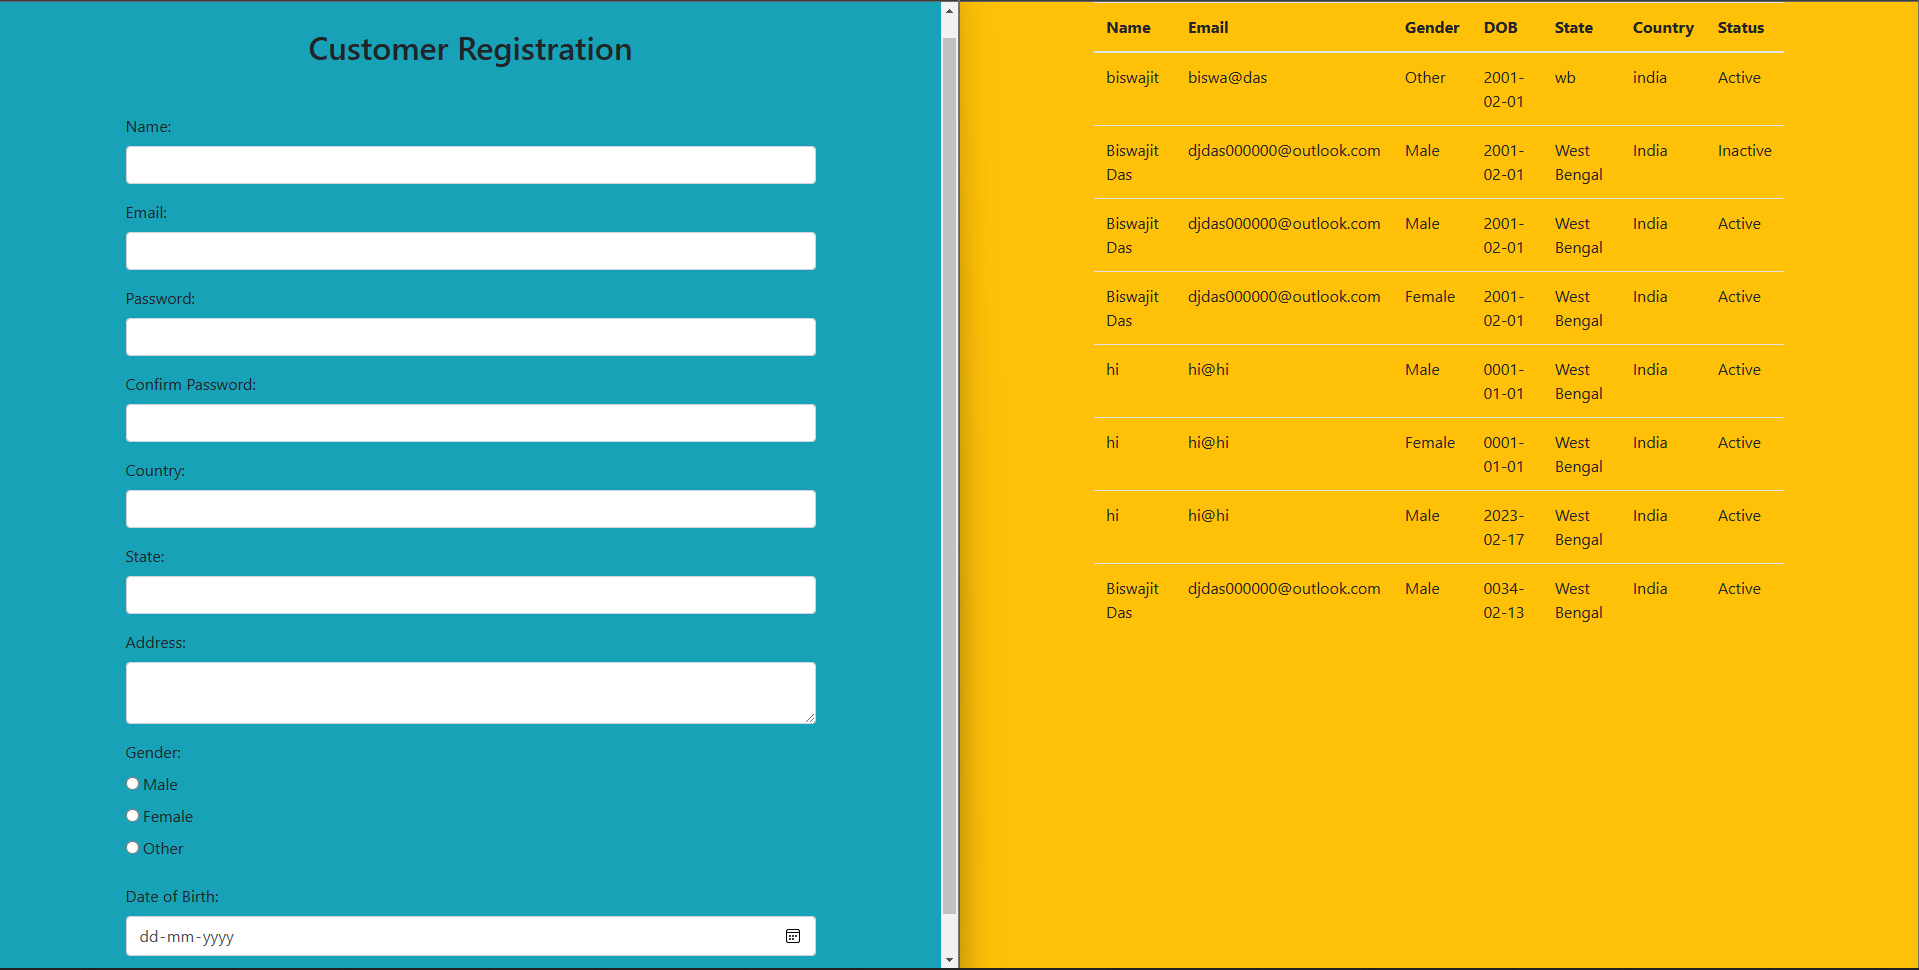 Customer Registration
Name:
Email:
Password:
Confirm Password:
Country:
State:
Address:
Gender:
Male
Female
Other
Date of Birth:
dd-mm-yyyy
Name Email Gender DOB State Country Status
biswajit biswa@das Other 2001- wb india Active
02-01
Biswajit djdas000000@outlook.com Male 2001- West India Inactive
Das 02-01 Bengal
Biswajit djdas000000@outlook.com Male 2001- West India Active
Das 02-01 Bengal
Biswajit djdas000000@outlook.com Female 2001- West India Active
Das 02-01 Bengal
hi hi@hi Male 0001- West India Active
01-01 Bengal
hi hi@hi Female 0001- West India Active
01-01 Bengal
hi hi@hi Male 2023- West India Active
02-17 Bengal
Biswajit djdas000000@outlook.com Male 0034- West India Active
Das 02-13 Bengal